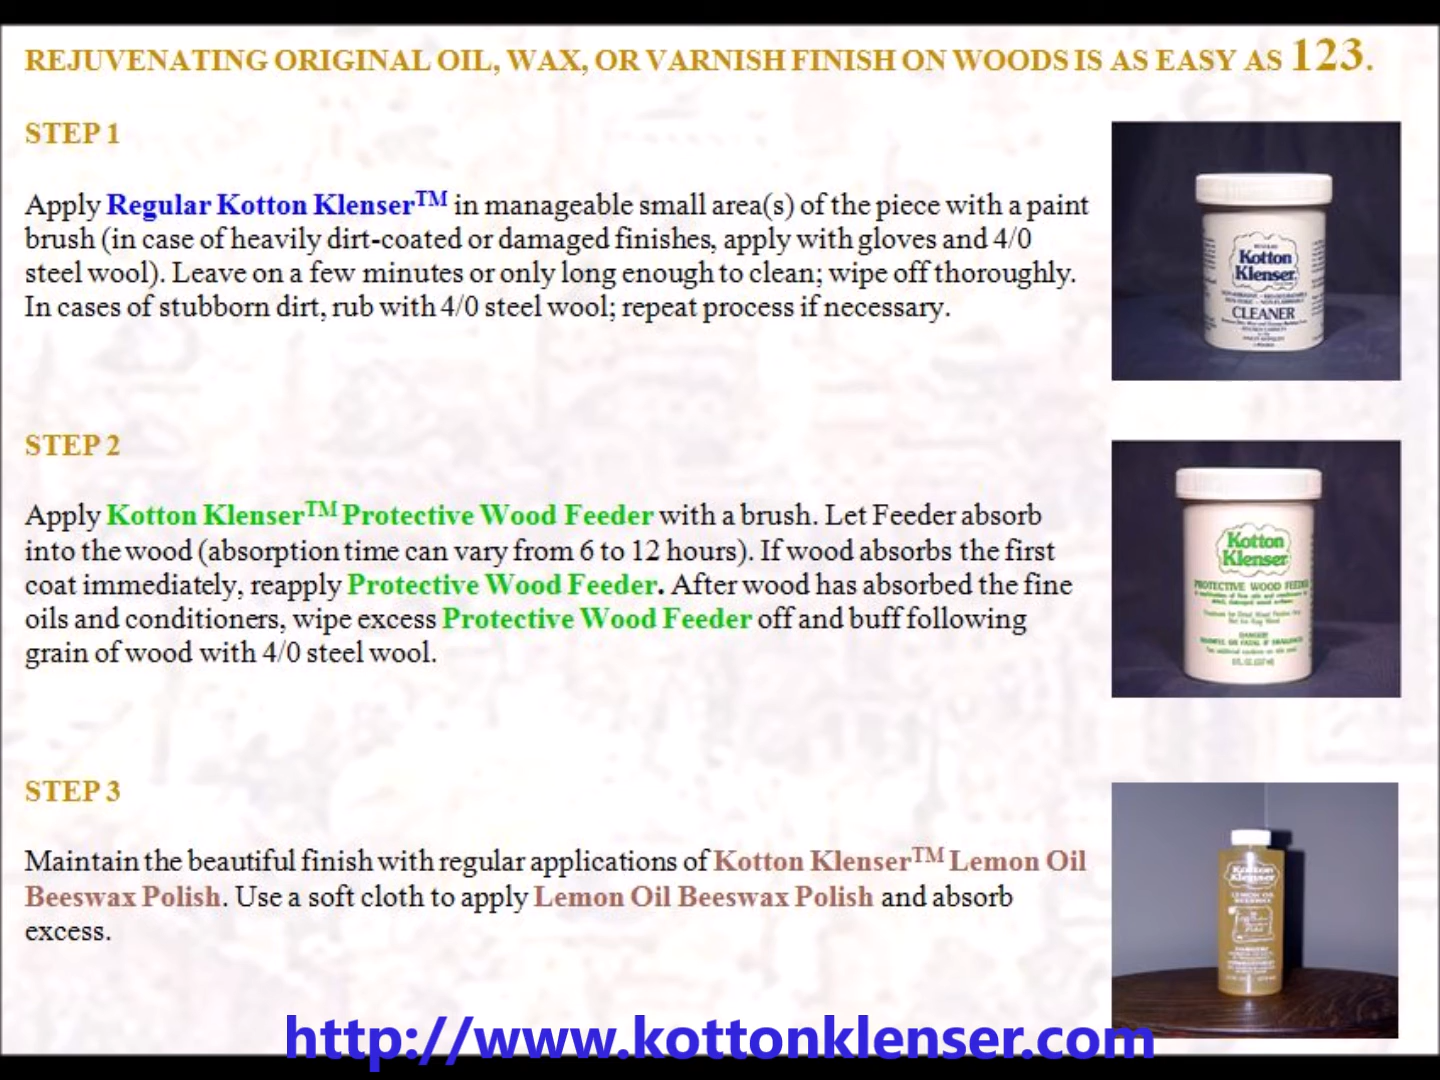 REJUVENATING ORIGINAL OIL, WAX, OR VARNISH FINISH ON WOODS IS AS EASY AS 123.
STEP 1
Apply Regular Kotton Klenser™ in manageable small area(s) of the piece with a paint
brush (in case of heavily dirt-coated or damaged finishes, apply with gloves and 4/0
steel wool). Leave on a few minutes or only long enough to clean; wipe off thoroughly.
In cases of stubborn dirt, rub with 4/0 steel wool; repeat process if necessary.
Kotton
Klenser
CLEANER
STEP 2
Apply Kotton Klenser™ Protective Wood Feeder with a brush. Let Feeder absorb
into the wood (absorption time can vary from 6 to 12 hours). If wood absorbs the first
coat immediately, reapply Protective Wood Feeder. After wood has absorbed the fine
oils and conditioners, wipe excess Protective Wood Feeder off and buff following
grain of wood with 4/0 steel wool.
Kotton
Klenser
PROTECTIVE WOOD FEEDER
STEP 3
Maintain the beautiful finish with regular applications of Kotton Klenser™ Lemon Oil
Beeswax Polish. Use a soft cloth to apply Lemon Oil Beeswax Polish and absorb
excess.
Kotton
Klenser
LEMON OIL
http://www.kottonklenser.com